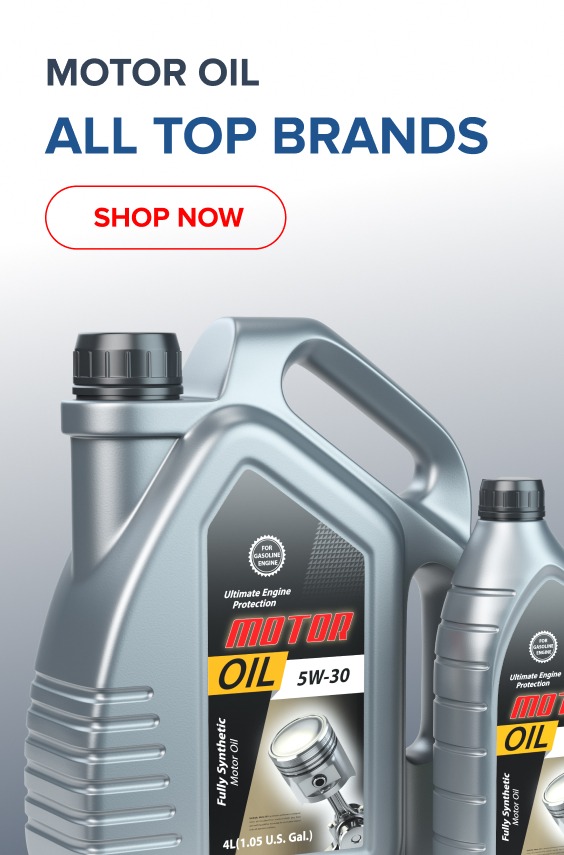 MOTOR OIL
ALL TOP BRANDS
SHOP NOW
FOR
GASOLINE
ENGINE
Ultimate Engine
Protection
MOTOR
OIL
5W-30
Fully Synthetic
Motor Oil
4L(1.05 U.S. Gal.)
FOR
GASOLINE
ENGINE
Ultimate Engine
Protection
MOT
OIL
Fully Synthetic
Motor Oil